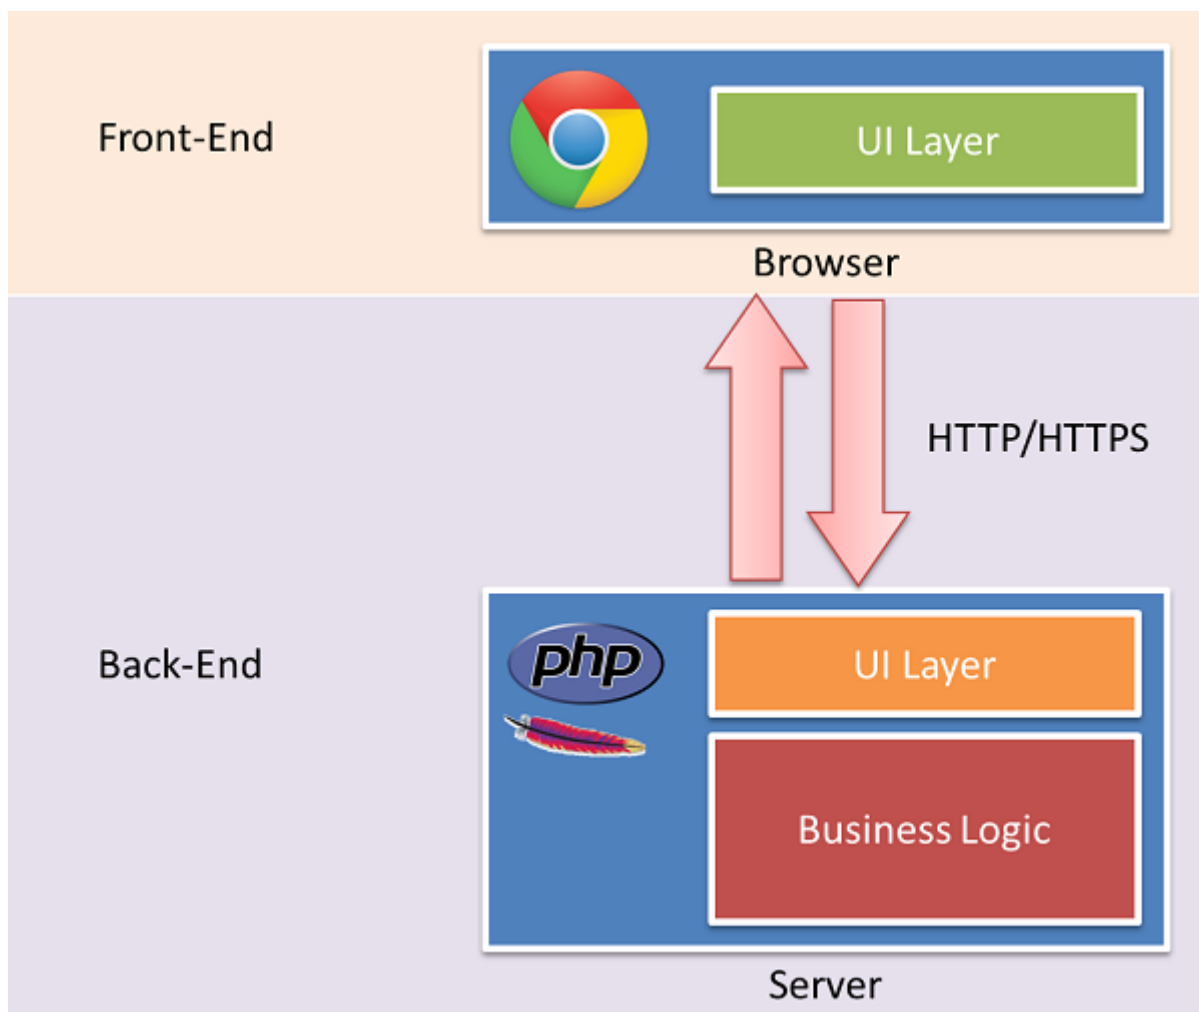 Front-End
UI Layer
Browser
HTTP/HTTPS
Back-End
php
UI Layer
Business Logic
Server